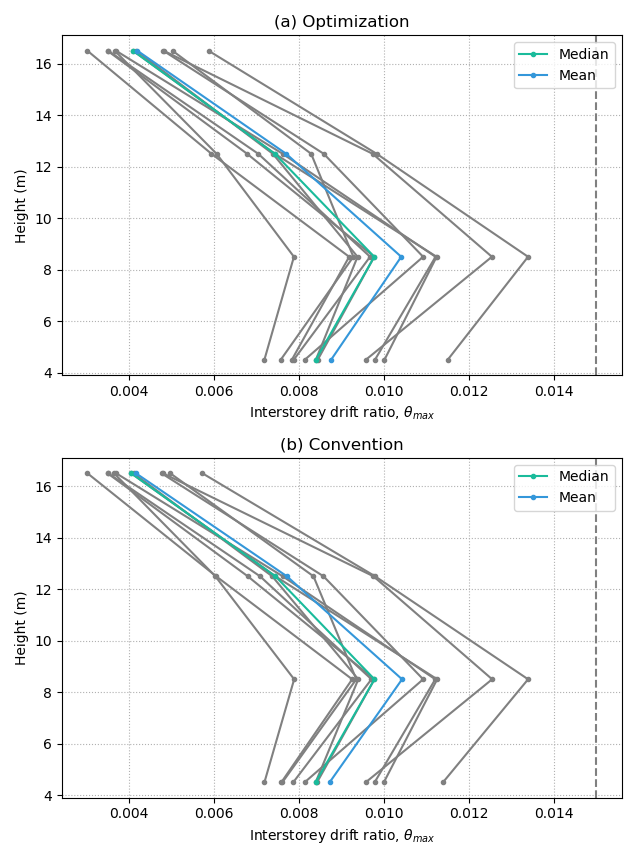 (a) Optimization
16
14
12
10
8
6
4
Height (m)
Median
Mean
0.004 0.006 0.008 0.010 0.012 0.014
Interstorey drift ratio, θmax
(b) Convention
16
14
12
10
8
6
4
Height (m)
Median
Mean
0.004 0.006 0.008 0.010 0.012 0.014
Interstorey drift ratio, θmax